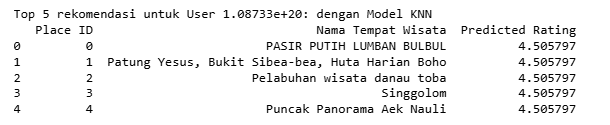 Top 5 rekomendasi untuk User 1.08733e+20: dengan Model KNN
Place ID Nama Tempat Wisata Predicted Rating
0 0 PASIR PUTIH LUMBAN BULBUL 4.505797
1 1 Patung Yesus, Bukit Sibea-bea, Huta Harian Boho 4.505797
2 2 Pelabuhan wisata danau toba 4.505797
3 3 Singgolom 4.505797
4 4 Puncak Panorama Aek Nauli 4.505797